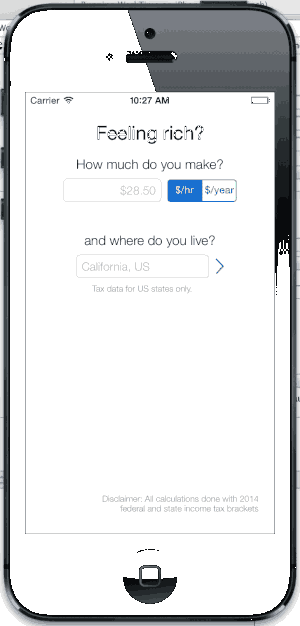 Carrier 10:27 AM
Feeling rich?
How much do you make?
$28.50 $/hr $/year
and where do you live?
California, US
Tax data for US states only.
Disclaimer: All calculations done with 2014
federal and state income tax brackets